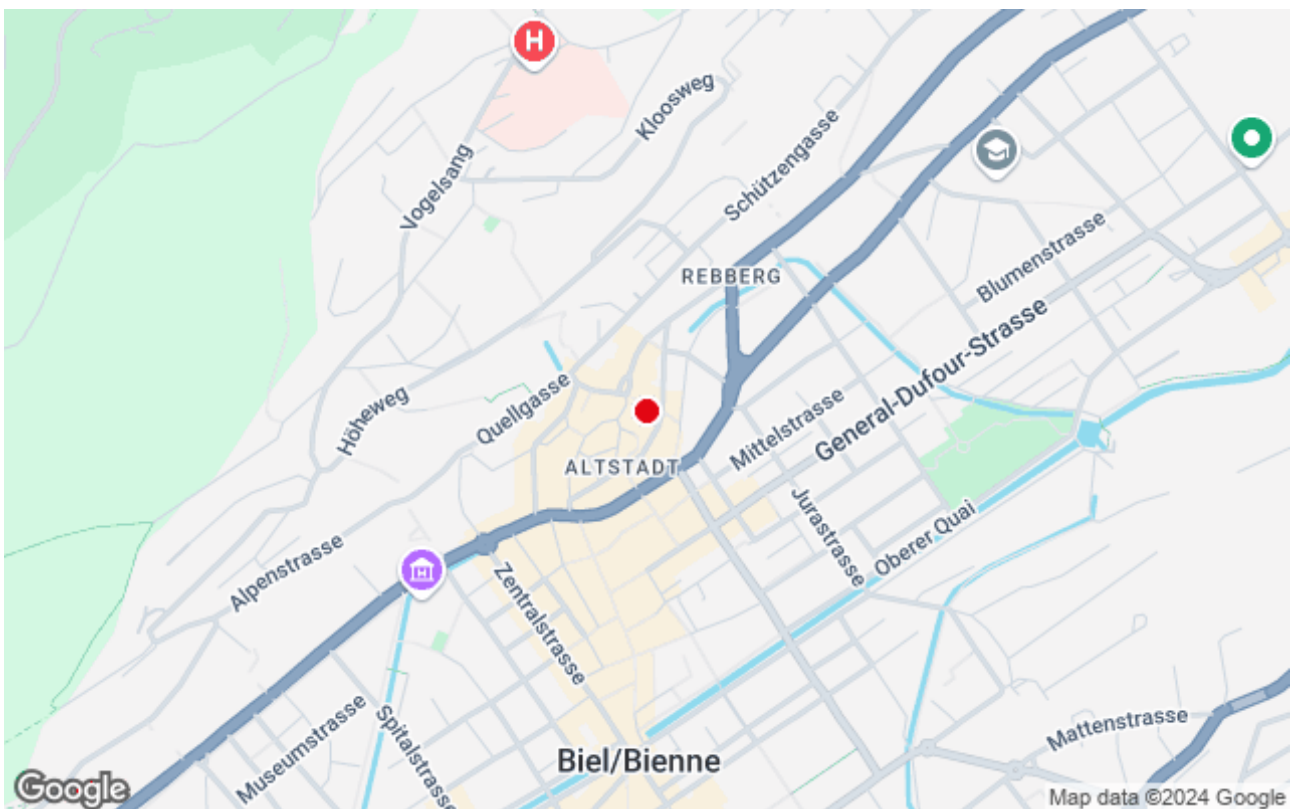 H
Kloosweg
Schützengasse
Vogelsang
Blumenstrasse
REBBERG
General-Dufour-Strasse
Höheweg
Quellgasse
Mittelstrasse
ALTSTADT
Jurastrasse
Oberer Quai
Alpenstrasse
Zentralstrasse
Museumstrasse
Spitalstrasse
Mattenstrasse
Biel/Bienne
Google
Map data ©2024 Google